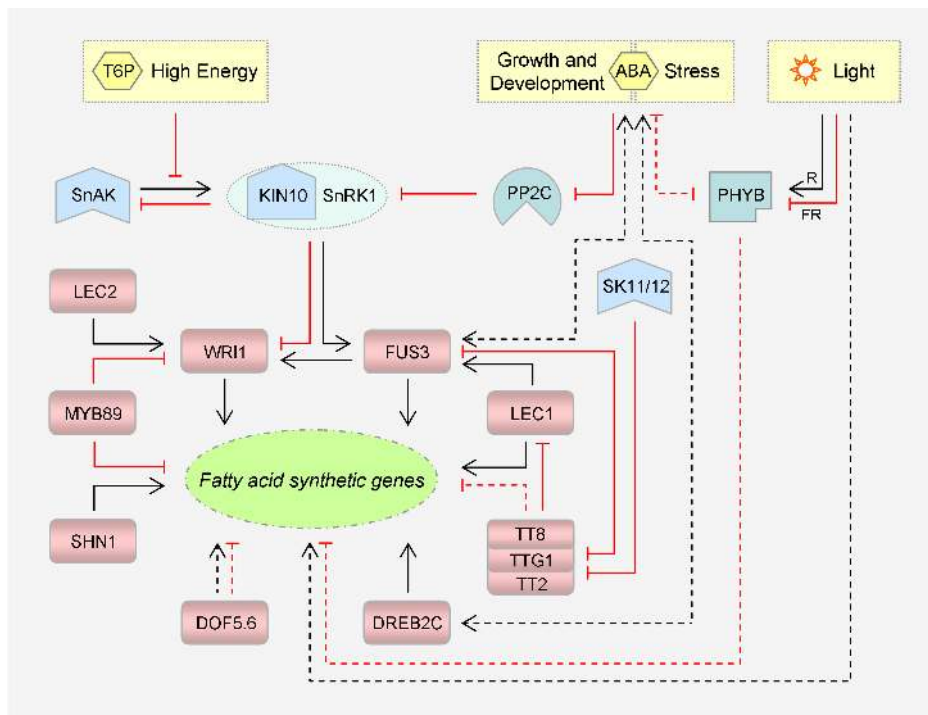 T6P High Energy
Growth and
Development
ABA Stress
Light
SnAK
KIN10 SnRK1
PP2C
PHYB
R
FR
LEC2
SK11/12
WRI1
FUS3
MYB89
LEC1
Fatty acid synthetic genes
SHN1
TT8
TTG1
TT2
DOF5.6
DREB2C